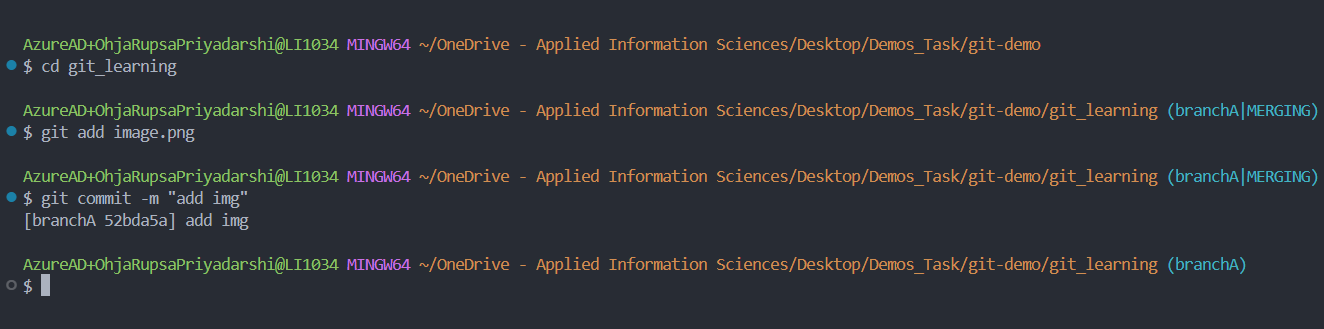 AzureAD+OhjaRupsaPriyadarshi@LI1034 MINGW64 ~/OneDrive - Applied Information Sciences/Desktop/Demos_Task/git-demo
$ cd git_learning
AzureAD+OhjaRupsaPriyadarshi@LI1034 MINGW64 ~/OneDrive - Applied Information Sciences/Desktop/Demos_Task/git-demo/git_learning (branchA|MERGING)
$ git add image.png
AzureAD+OhjaRupsaPriyadarshi@LI1034 MINGW64 ~/OneDrive - Applied Information Sciences/Desktop/Demos_Task/git-demo/git_learning (branchA|MERGING)
$ git commit -m "add img"
[branchA 52bda5a] add img
AzureAD+OhjaRupsaPriyadarshi@LI1034 MINGW64 ~/OneDrive - Applied Information Sciences/Desktop/Demos_Task/git-demo/git_learning (branchA)
$